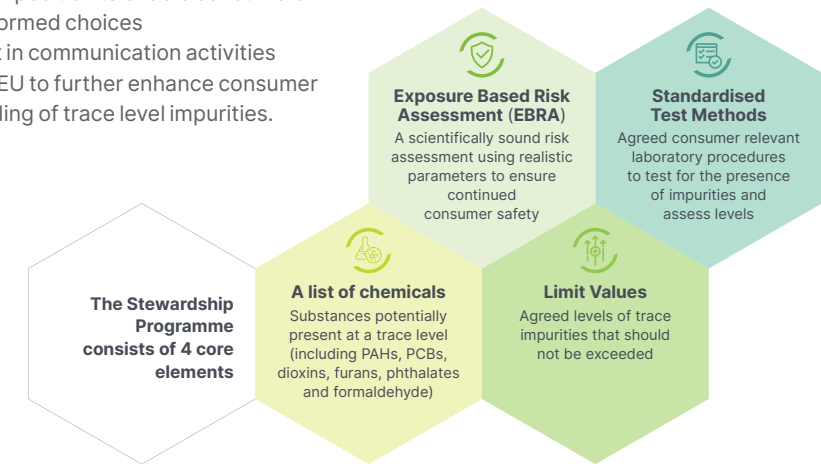 ormed choices
in communication activities
EU to further enhance consumer
ding of trace level impurities.
Exposure Based Risk
Assessment (EBRA)
A scientifically sound risk
assessment using realistic
parameters to ensure
continued
consumer safety
Standardised
Test Methods
Agreed consumer relevant
laboratory procedures
to test for the presence
of impurities and
assess levels
The Stewardship
Programme
consists of 4 core
elements
A list of chemicals
Substances potentially
present at a trace level
(including PAHs, PCBs,
dioxins, furans, phthalates
and formaldehyde)
Limit Values
Agreed levels of trace
impurities that should
not be exceeded